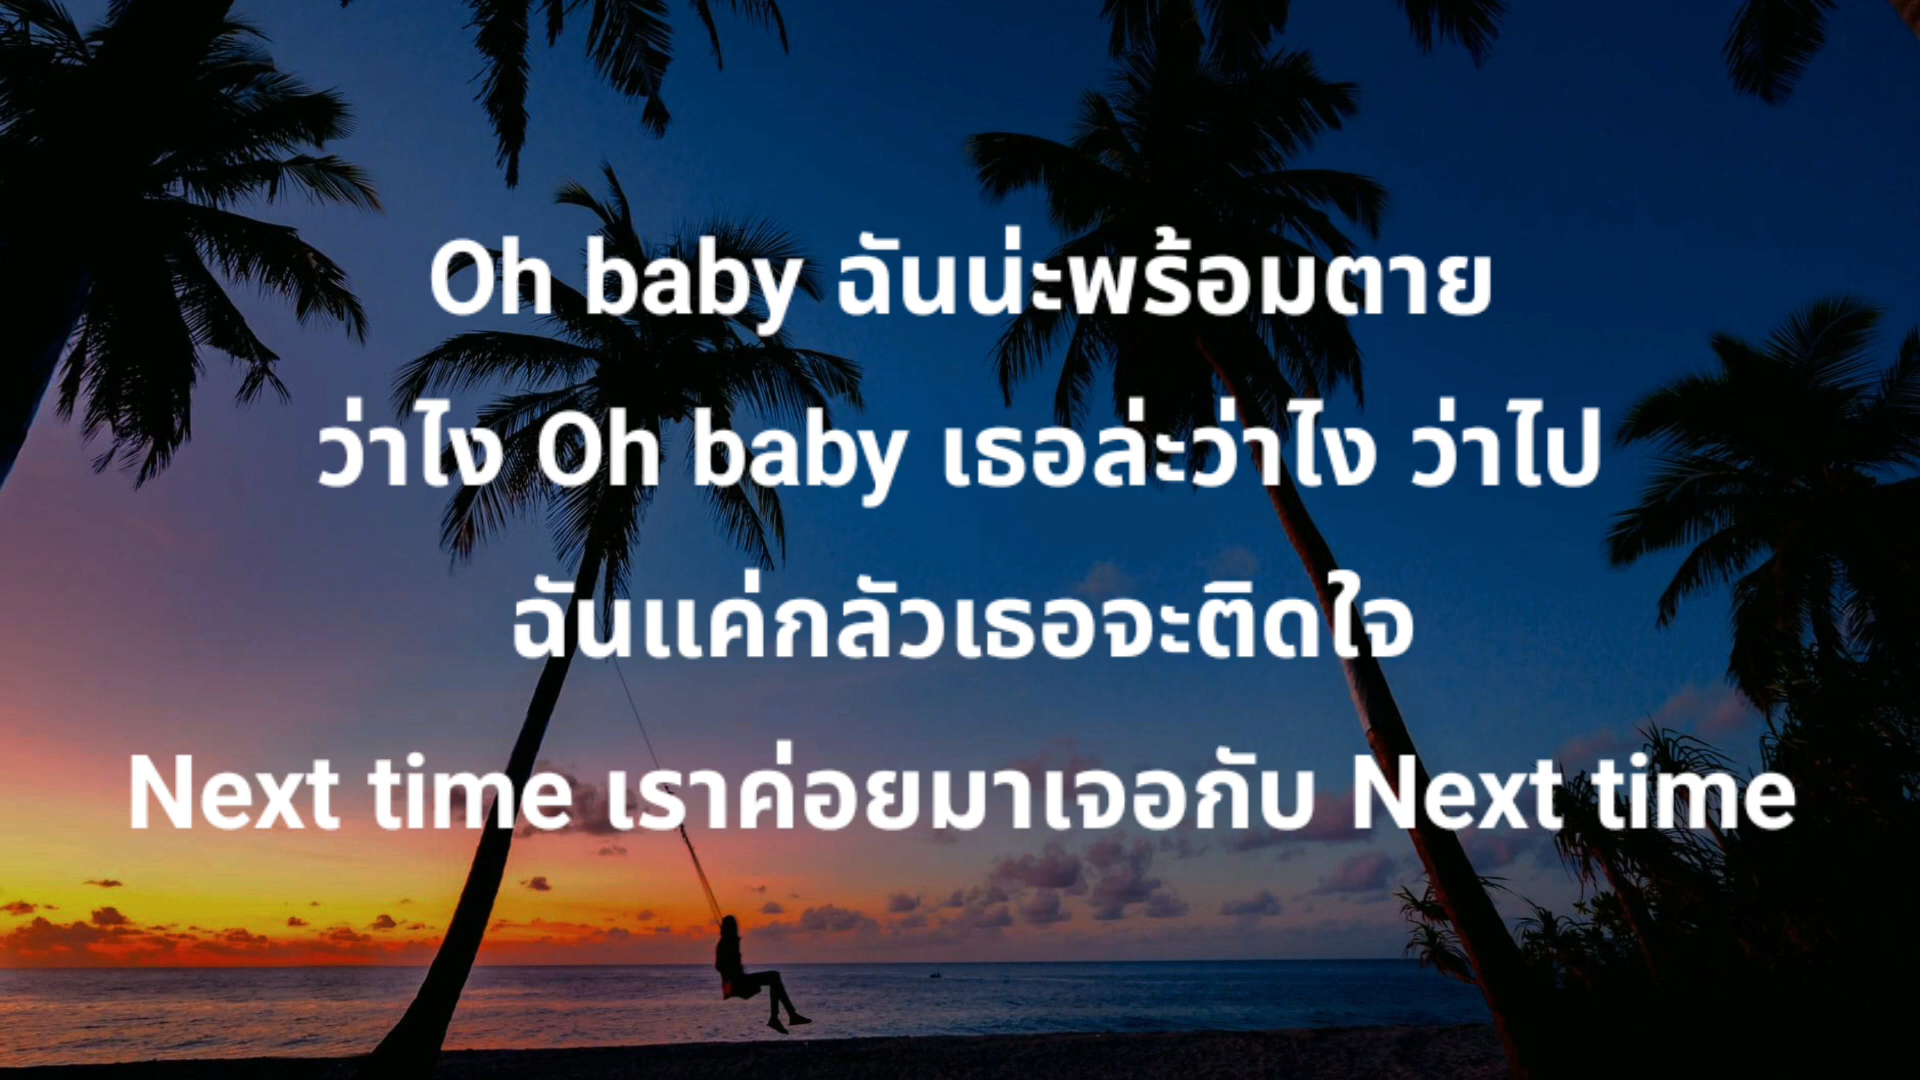 Oh baby ฉันน่ะพร้อมตาย
ว่าไง Oh baby เธอล่ะว่าไง ว่าไป
ฉันแค่กลัวเธอจะติดใจ
Next time เราค่อยมาเจอกับ Next time